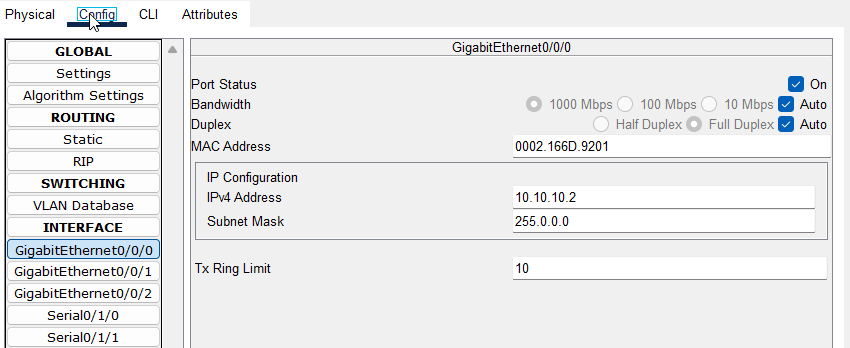 Physical Config CLI Attributes
GLOBAL
Settings
Algorithm Settings
ROUTING
Static
RIP
SWITCHING
VLAN Database
INTERFACE
GigabitEthernet0/0/0
GigabitEthernet0/0/1
GigabitEthernet0/0/2
Serial0/1/0
Serial0/1/1
GigabitEthernet0/0/0
Port Status On
Bandwidth 1000 Mbps 100 Mbps 10 Mbps Auto
Duplex Half Duplex Full Duplex Auto
MAC Address 0002.166D.9201
IP Configuration
IPv4 Address 10.10.10.2
Subnet Mask 255.0.0.0
Tx Ring Limit 10